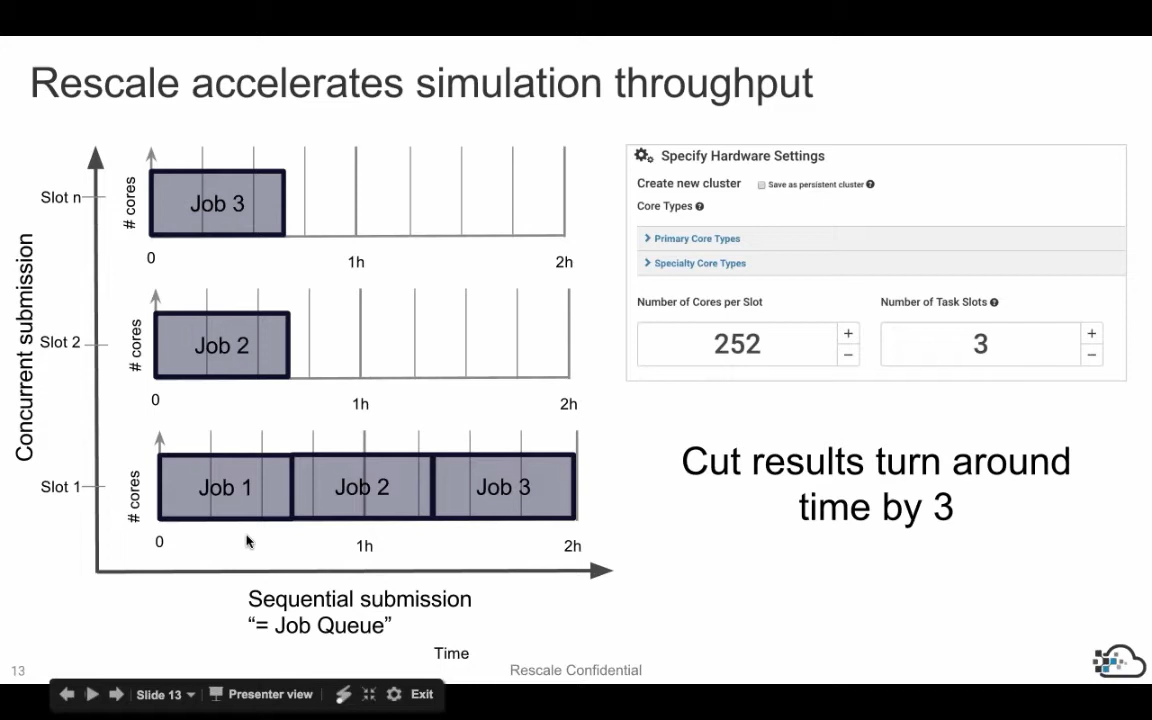 Rescale accelerates simulation throughput
Concurrent submission
Slot n
# cores
Job 3
0
1h
2h
Slot 2
# cores
Job 2
0
1h
2h
Slot 1
# cores
Job 1
Job 2
Job 3
0
1h
2h
Sequential submission
“= Job Queue”
Time
Specify Hardware Settings
Create new cluster
Save as persistent cluster
Core Types
Primary Core Types
Specialty Core Types
Number of Cores per Slot
Number of Task Slots
252
+
−
3
+
−
Cut results turn around
time by 3
13
Rescale Confidential
Slide 13
Presenter view
Exit